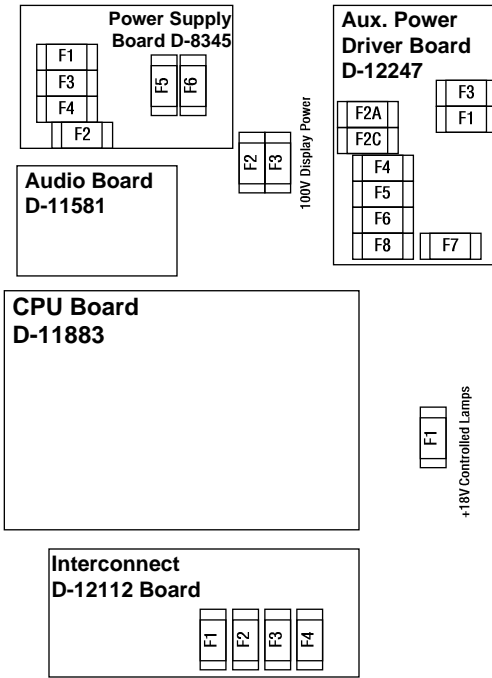 Power Supply
Board D-8345
F1
F3
F4
F2
F5
F6
F2
F3
100V Display Power
Aux. Power
Driver Board
D-12247
F3
F1
F2A
F2C
F4
F5
F6
F8
F7
Audio Board
D-11581
CPU Board
D-11883
F1
+18V Controlled Lamps
Interconnect
D-12112 Board
F1
F2
F3
F4